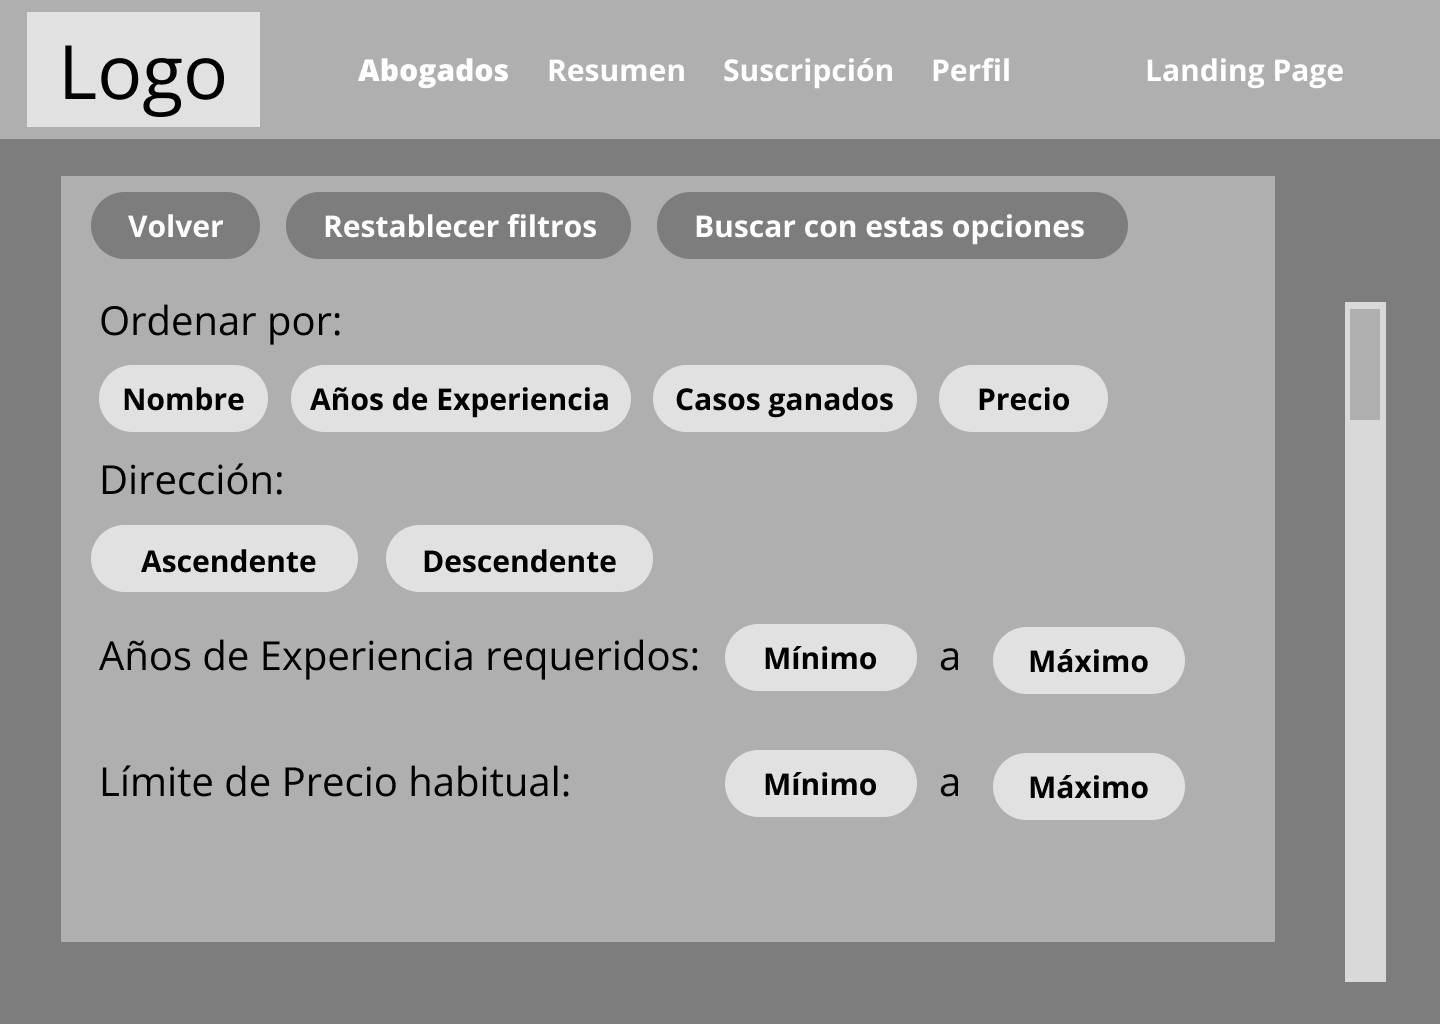 Logo
Abogados Resumen Suscripción Perfil Landing Page
Volver Restablecer filtros Buscar con estas opciones
Ordenar por:
Nombre Años de Experiencia Casos ganados Precio
Dirección:
Ascendente Descendente
Años de Experiencia requeridos: Mínimo a Máximo
Límite de Precio habitual: Mínimo a Máximo